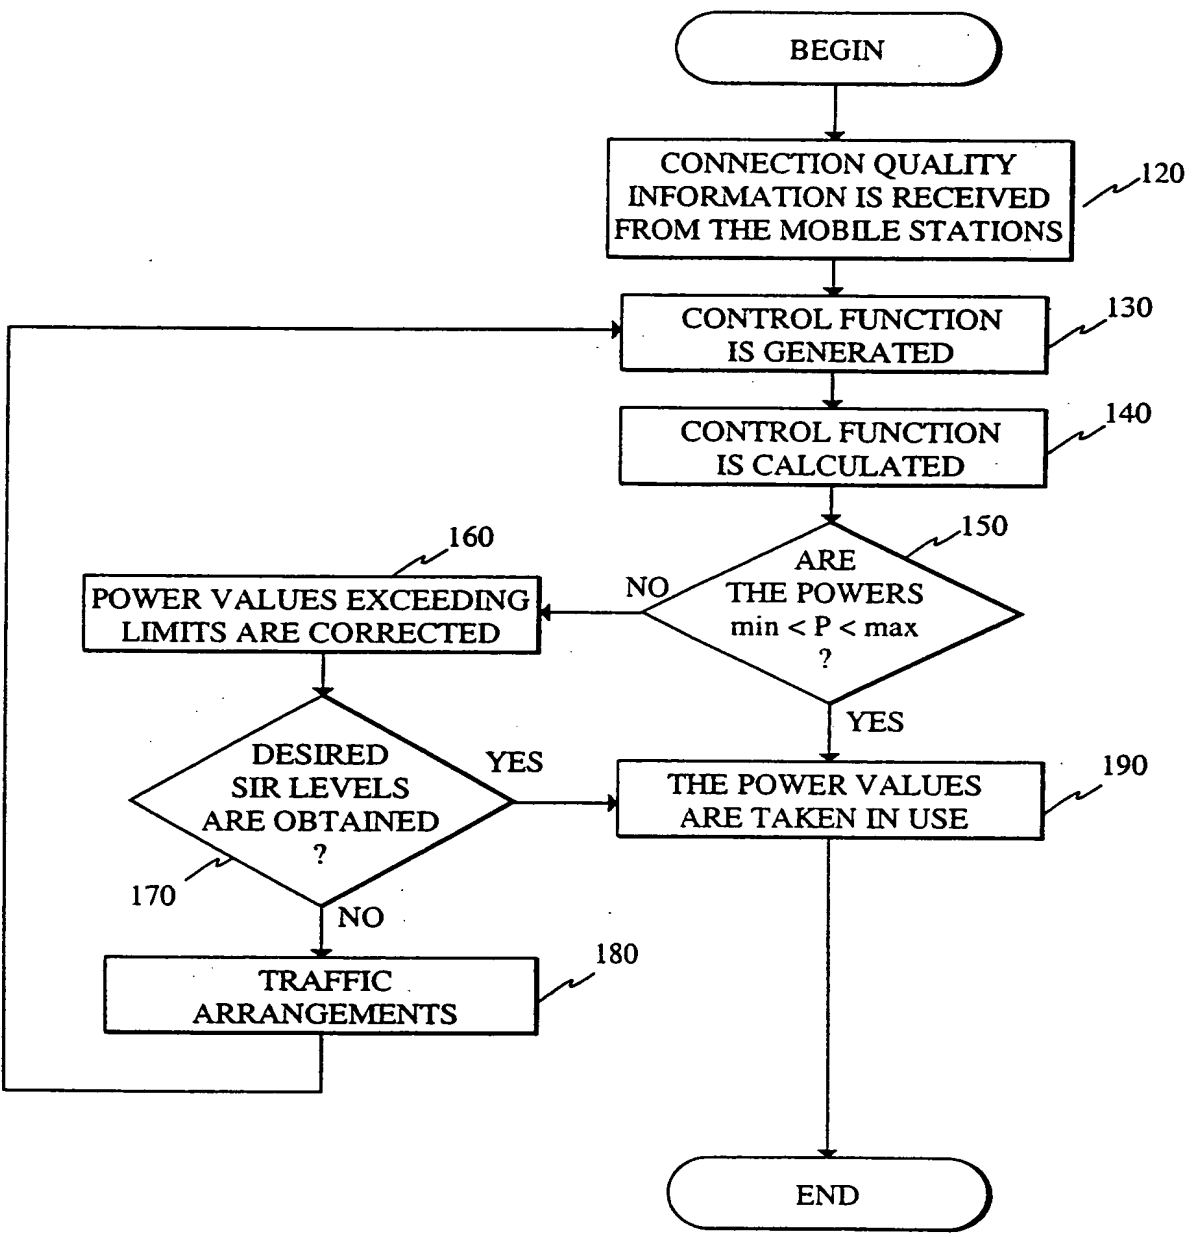 BEGIN
CONNECTION QUALITY
INFORMATION IS RECEIVED
FROM THE MOBILE STATIONS
120
CONTROL FUNCTION
IS GENERATED
130
CONTROL FUNCTION
IS CALCULATED
140
150
ARE
THE POWERS
min < P < max
?
NO
YES
160
POWER VALUES EXCEEDING
LIMITS ARE CORRECTED
DESIRED
SIR LEVELS
ARE OBTAINED
?
YES
170
NO
THE POWER VALUES
ARE TAKEN IN USE
190
TRAFFIC
ARRANGEMENTS
180
END